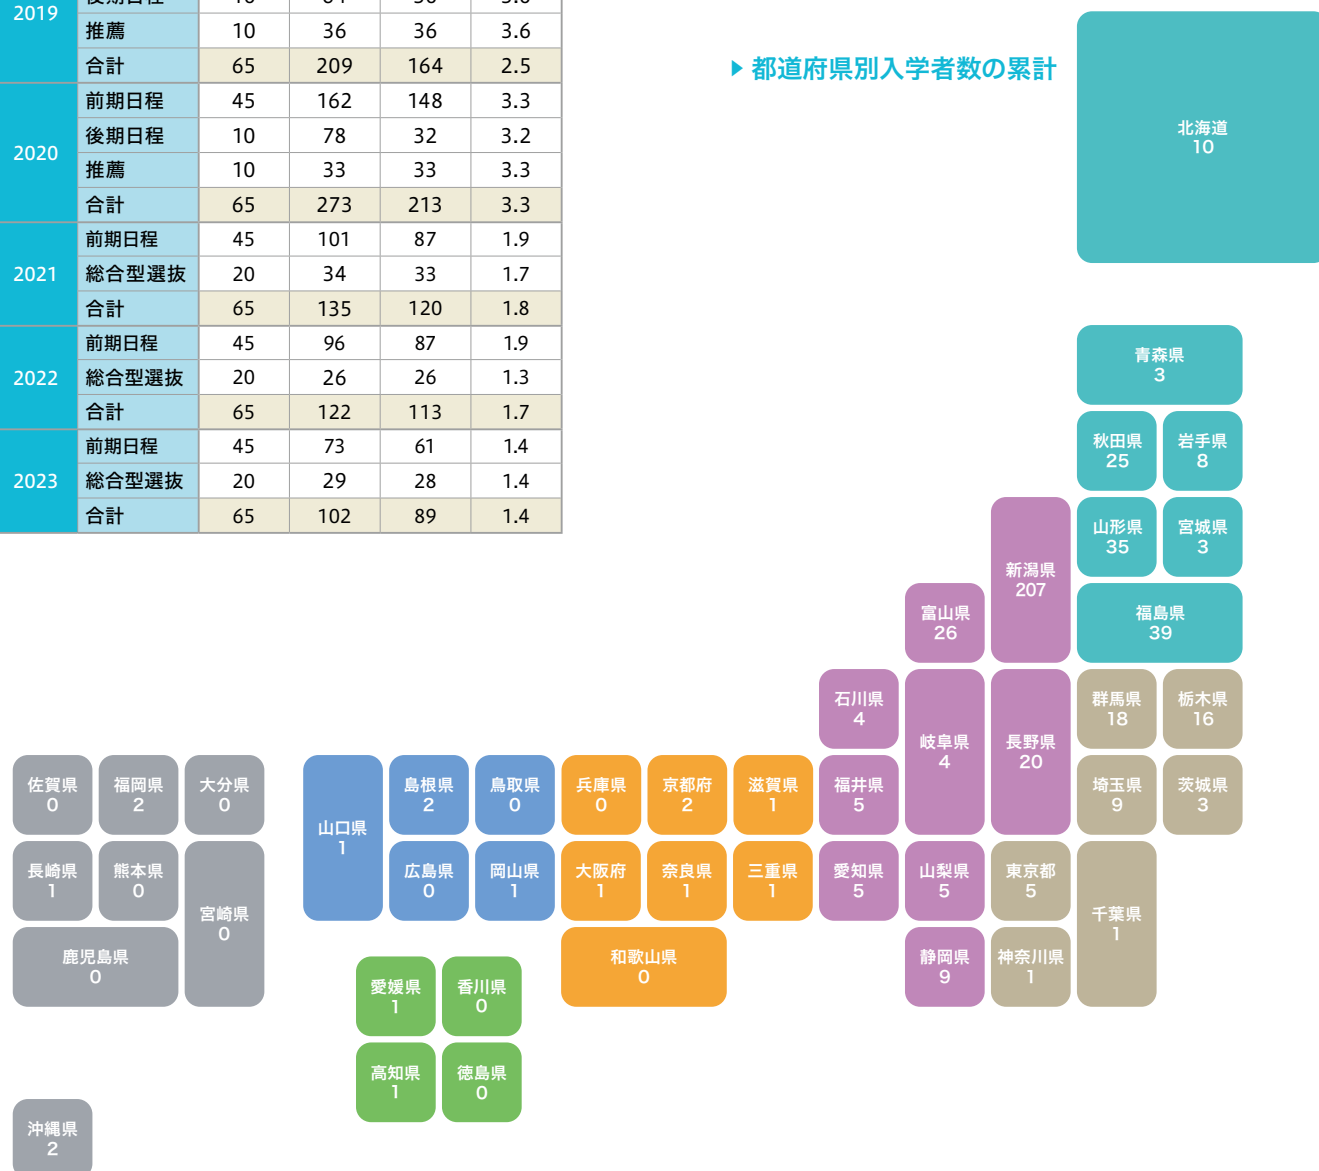 2019
推薦 10 36 36 3.6
合計 65 209 164 2.5
2020
前期日程 45 162 148 3.3
後期日程 10 78 32 3.2
推薦 10 33 33 3.3
合計 65 273 213 3.3
2021
前期日程 45 101 87 1.9
総合型選抜 20 34 33 1.7
合計 65 135 120 1.8
2022
前期日程 45 96 87 1.9
総合型選抜 20 26 26 1.3
合計 65 122 113 1.7
2023
前期日程 45 73 61 1.4
総合型選抜 20 29 28 1.4
合計 65 102 89 1.4
▶ 都道府県別入学者数の累計
北海道
10
青森県
3
秋田県
25
岩手県
8
山形県
35
宮城県
3
新潟県
207
富山県
26
福島県
39
石川県
4
岐阜県
4
長野県
20
群馬県
18
栃木県
16
佐賀県
0
福岡県
2
大分県
0
山口県
1
島根県
2
鳥取県
0
兵庫県
0
京都府
2
滋賀県
1
福井県
5
埼玉県
9
茨城県
3
長崎県
1
熊本県
0
宮崎県
0
広島県
0
岡山県
1
大阪府
1
奈良県
1
三重県
1
愛知県
5
山梨県
5
東京都
5
千葉県
1
鹿児島県
0
和歌山県
0
静岡県
9
神奈川県
1
愛媛県
1
香川県
0
高知県
1
徳島県
0
沖縄県
2